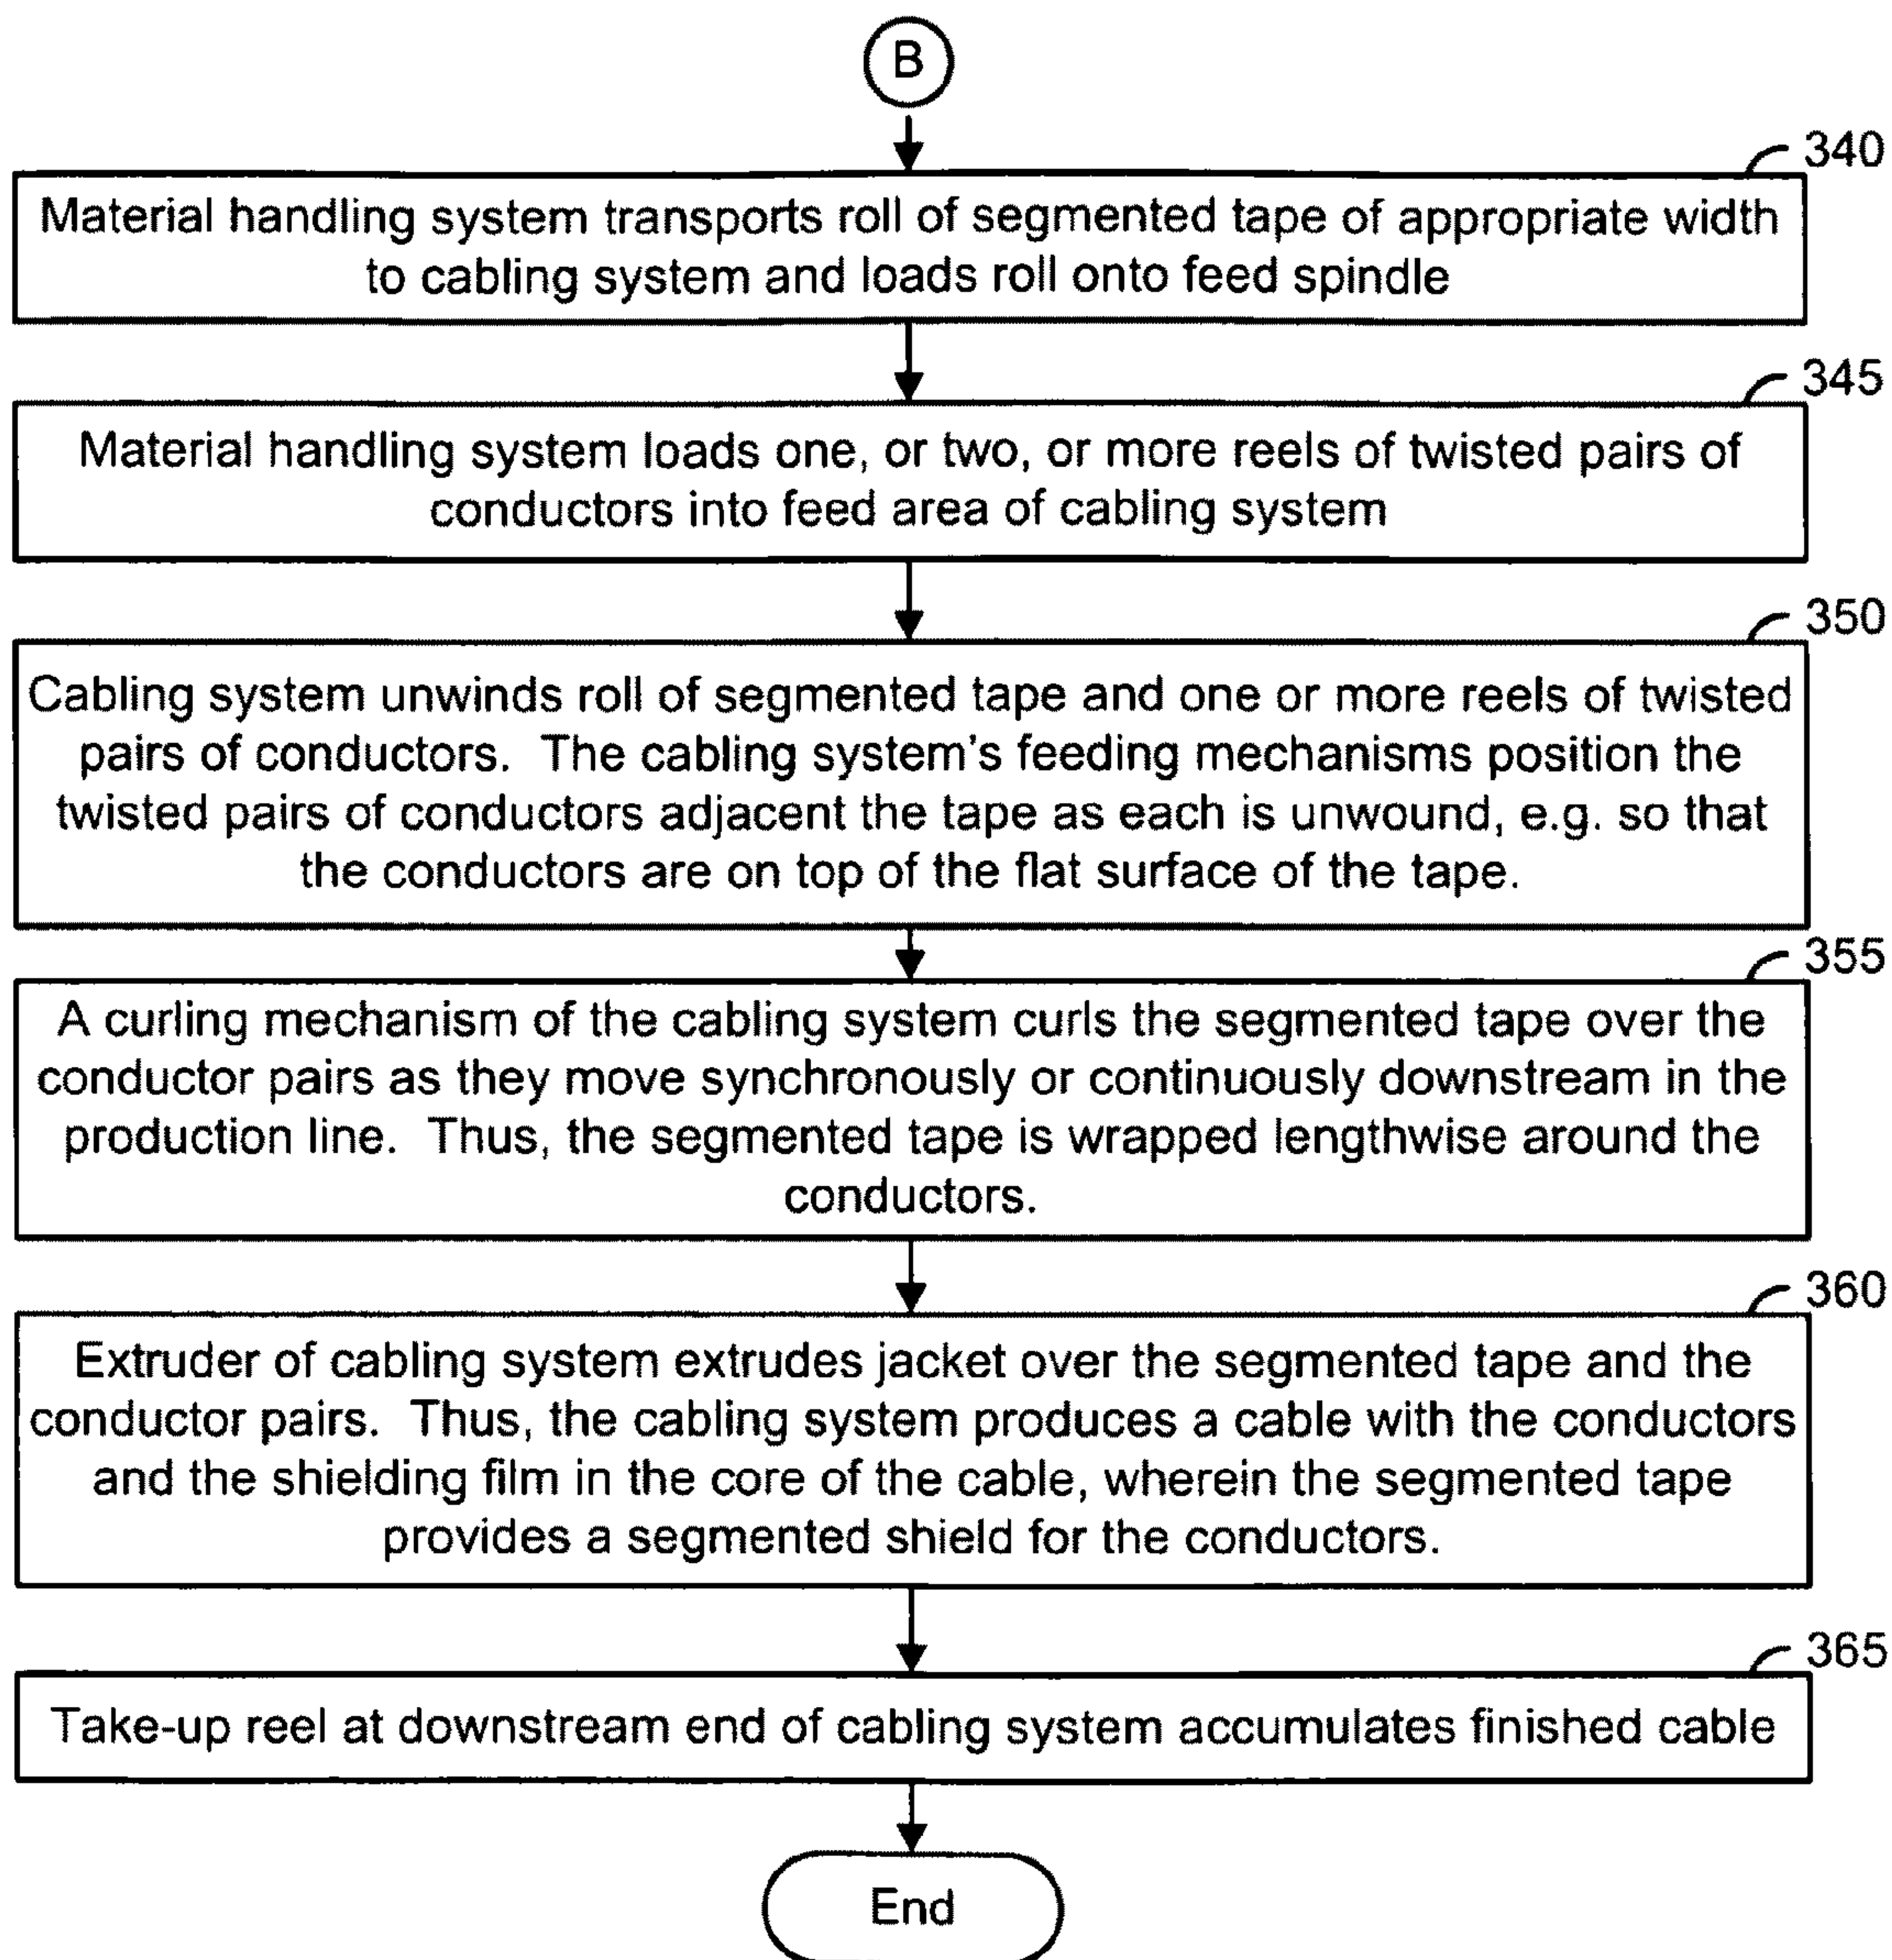 B
340
Material handling system transports roll of segmented tape of appropriate width
to cabling system and loads roll onto feed spindle
345
Material handling system loads one, or two, or more reels of twisted pairs of
conductors into feed area of cabling system
350
Cabling system unwinds roll of segmented tape and one or more reels of twisted
pairs of conductors. The cabling system's feeding mechanisms position the
twisted pairs of conductors adjacent the tape as each is unwound, e.g. so that
the conductors are on top of the flat surface of the tape.
355
A curling mechanism of the cabling system curls the segmented tape over the
conductor pairs as they move synchronously or continuously downstream in the
production line. Thus, the segmented tape is wrapped lengthwise around the
conductors.
360
Extruder of cabling system extrudes jacket over the segmented tape and the
conductor pairs. Thus, the cabling system produces a cable with the conductors
and the shielding film in the core of the cable, wherein the segmented tape
provides a segmented shield for the conductors.
365
Take-up reel at downstream end of cabling system accumulates finished cable
End